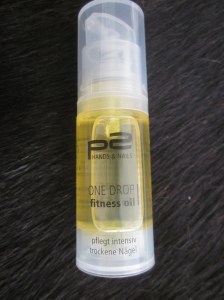 p2
HANDS & NAILS
ONE DROP!
fitness oil
pflegt intensiv
trockene Nägel